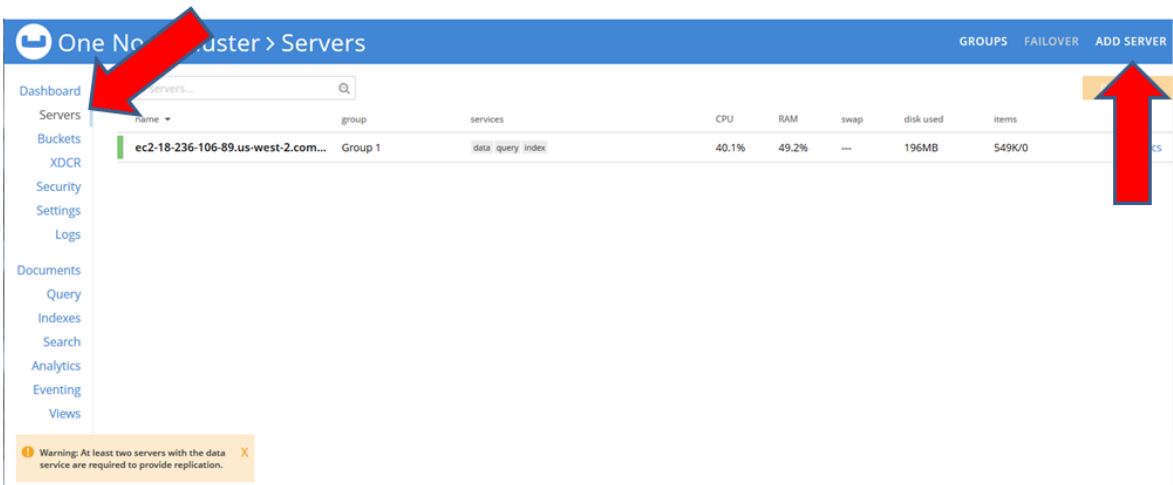 One No uster > Servers
GROUPS FAILOVER ADD SERVER
Dashboard
Servers
Buckets
XDCR
Security
Settings
Logs
Documents
Query
Indexes
Search
Analytics
Eventing
Views
servers...
name group services CPU RAM swap disk used items
ec2-18-236-106-89.us-west-2.com... Group 1 data query index 40.1% 49.2% --- 196MB 549K/0 cs
Warning: At least two servers with the data X
service are required to provide replication.